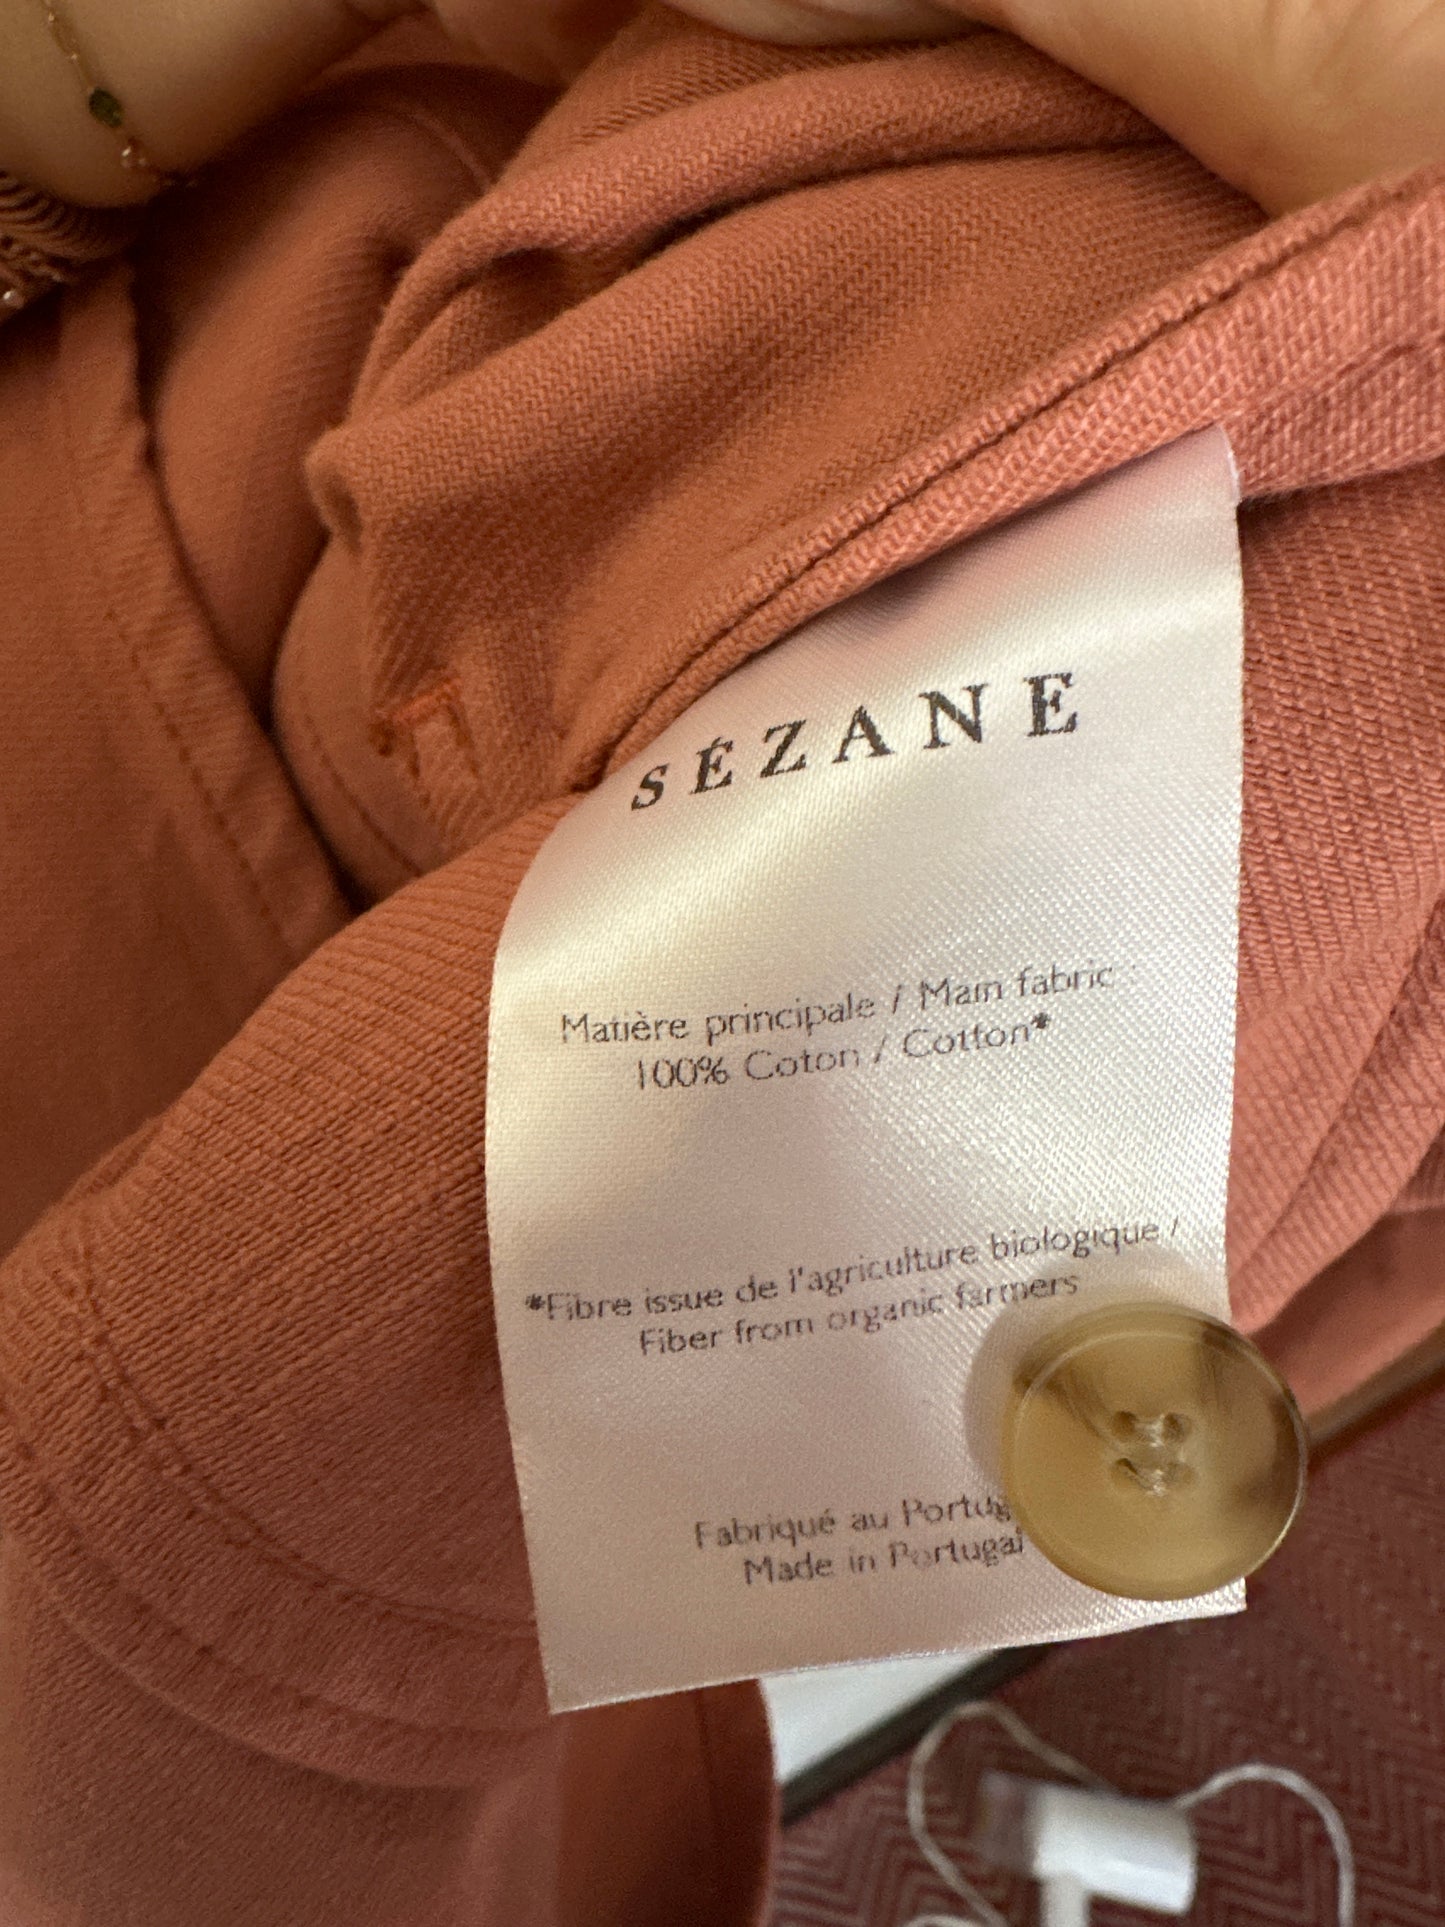 SÉZANE
Matière principale / Main fabric :
100% Coton / Cotton*
*Fibre issue de l'agriculture biologique /
Fiber from organic farmers
Fabriqué au
Made in Portugal